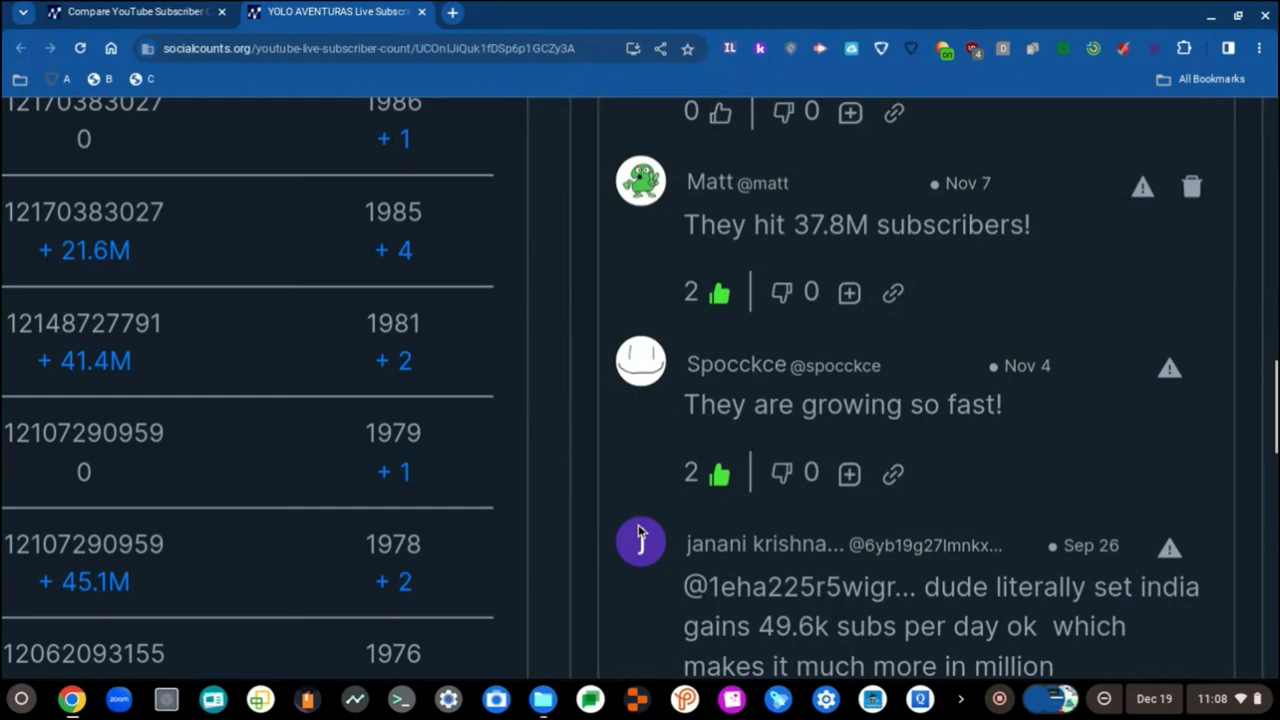 Compare YouTube Subscriber C
YOLO AVENTURAS Live Subscri
socialcounts.org/youtube-live-subscriber-count/UCOn1JiQuk1fDSp6p1GCZy3A
A
B
C
All Bookmarks
12170383027 1986
0 + 1
12170383027 1985
+ 21.6M + 4
12148727791 1981
+ 41.4M + 2
12107290959 1979
0 + 1
12107290959 1978
+ 45.1M + 2
12062093155 1976
0 0
Matt @matt • Nov 7
They hit 37.8M subscribers!
2 0
Spocckce @spocckce • Nov 4
They are growing so fast!
2 0
janani krishna... @6yb19g27lmnkx... • Sep 26
@1eha225r5wigr... dude literally set india
gains 49.6k subs per day ok which
makes it much more in million
zoom
Dec 19
11:08